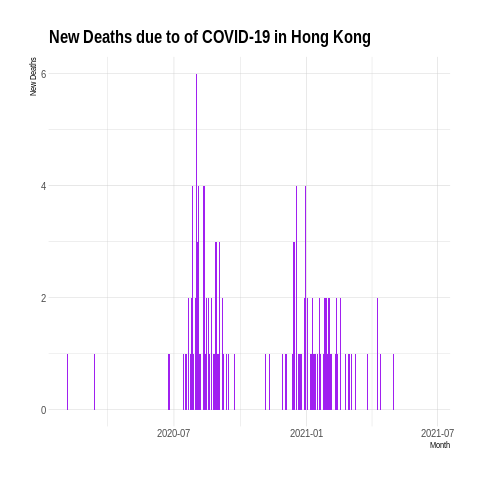 New Deaths due to of COVID-19 in Hong Kong
New Deaths
6
4
2
0
2020-07
2021-01
2021-07
Month